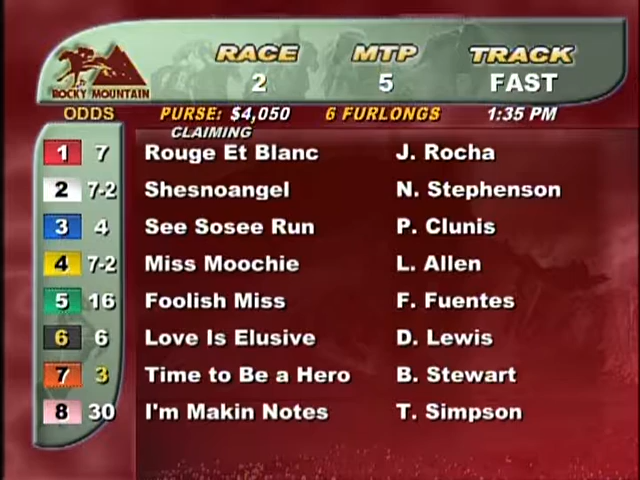 RACE MTP TRACK
ROCKY MOUNTAIN 2 5 FAST
ODDS PURSE: $4,050 6 FURLONGS 1:35 PM
CLAIMING
1 7 Rouge Et Blanc J. Rocha
2 7-2 Shesnoangel N. Stephenson
3 4 See Sosee Run P. Clunis
4 7-2 Miss Moochie L. Allen
5 16 Foolish Miss F. Fuentes
6 6 Love Is Elusive D. Lewis
7 3 Time to Be a Hero B. Stewart
8 30 I'm Makin Notes T. Simpson